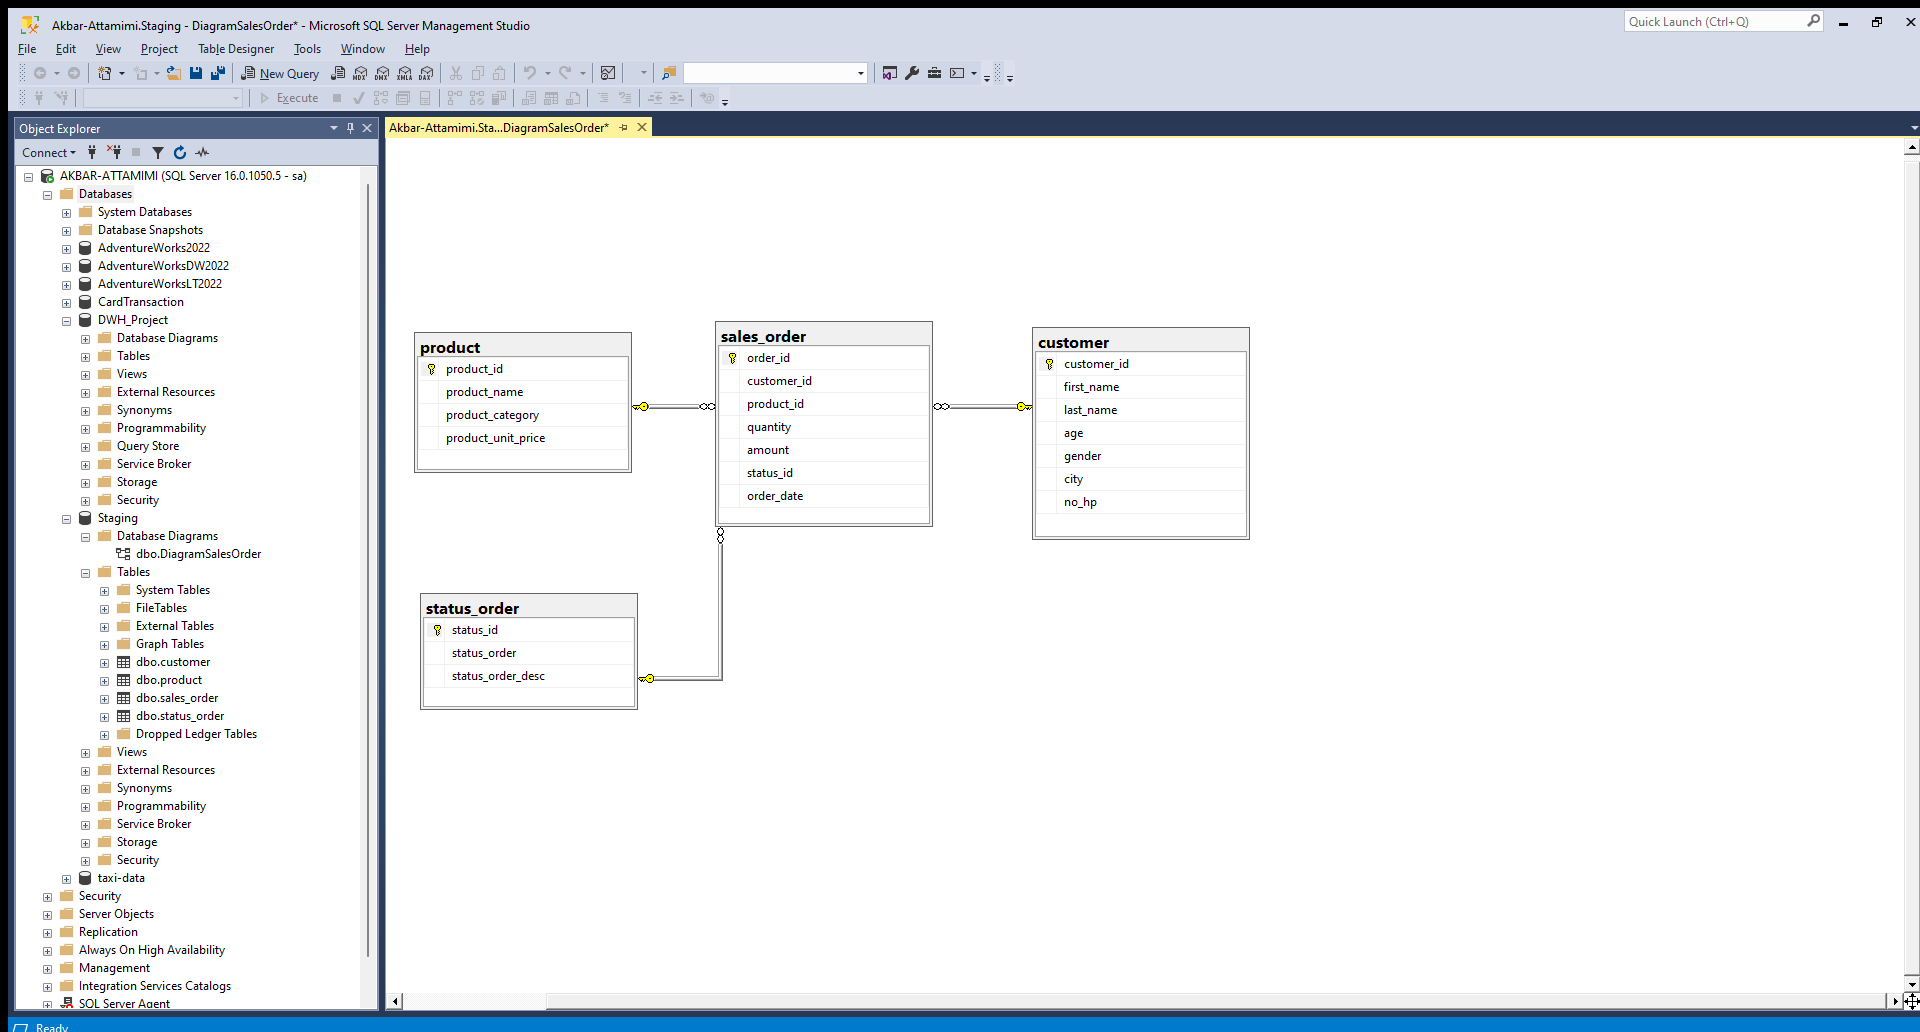 Akbar-Attamimi.Staging - DiagramSalesOrder* - Microsoft SQL Server Management Studio
Quick Launch (Ctrl+Q)
File Edit View Project Table Designer Tools Window Help
New Query MDX DMX XMLA DAX
Execute
Object Explorer
Akbar-Attamimi.Sta...DiagramSalesOrder*
Connect
AKBAR-ATTAMIMI (SQL Server 16.0.1050.5 - sa)
Databases
System Databases
Database Snapshots
AdventureWorks2022
AdventureWorksDW2022
AdventureWorksLT2022
CardTransaction
DWH_Project
Database Diagrams
Tables
Views
External Resources
Synonyms
Programmability
Query Store
Service Broker
Storage
Security
Staging
Database Diagrams
dbo.DiagramSalesOrder
Tables
System Tables
FileTables
External Tables
Graph Tables
dbo.customer
dbo.product
dbo.sales_order
dbo.status_order
Dropped Ledger Tables
Views
External Resources
Synonyms
Programmability
Service Broker
Storage
Security
taxi-data
Security
Server Objects
Replication
Always On High Availability
Management
Integration Services Catalogs
SQL Server Agent
product
product_id
product_name
product_category
product_unit_price
sales_order
order_id
customer_id
product_id
quantity
amount
status_id
order_date
customer
customer_id
first_name
last_name
age
gender
city
no_hp
status_order
status_id
status_order
status_order_desc
Ready